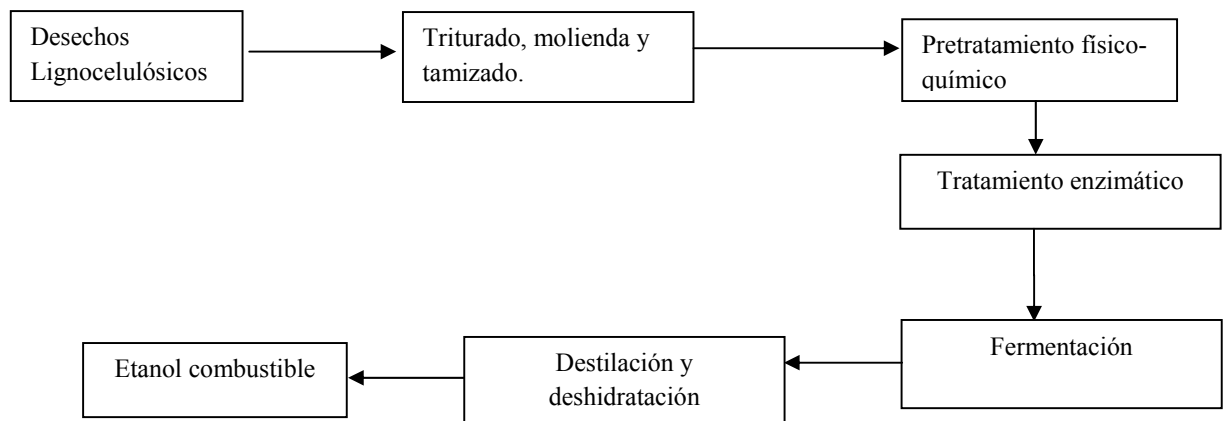 Desechos
Lignocelulósicos
Triturado, molienda y
tamizado.
Pretratamiento físico-
químico
Tratamiento enzimático
Fermentación
Destilación y
deshidratación
Etanol combustible